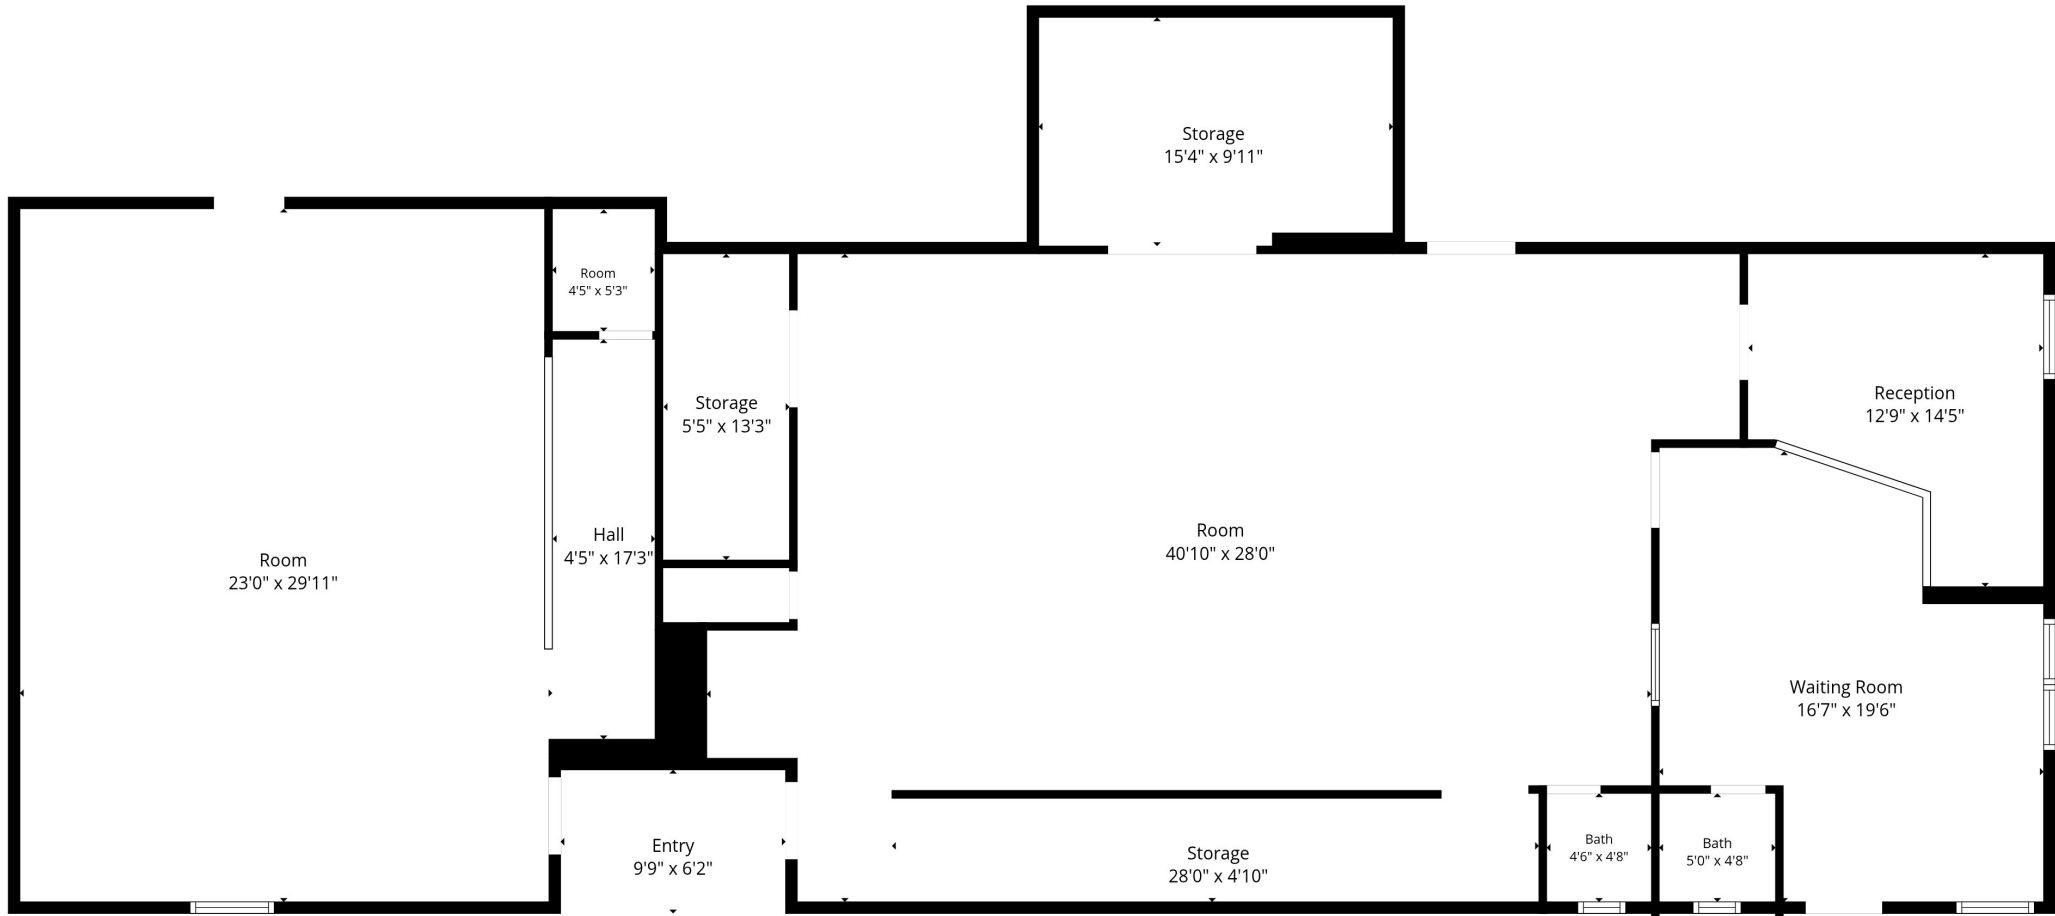 Storage
15'4" x 9'11"
Room
4'5" x 5'3"
Storage
5'5" x 13'3"
Reception
12'9" x 14'5"
Hall
4'5" x 17'3"
Room
40'10" x 28'0"
Room
23'0" x 29'11"
Waiting Room
16'7" x 19'6"
Entry
9'9" x 6'2"
Storage
28'0" x 4'10"
Bath
4'6" x 4'8"
Bath
5'0" x 4'8"